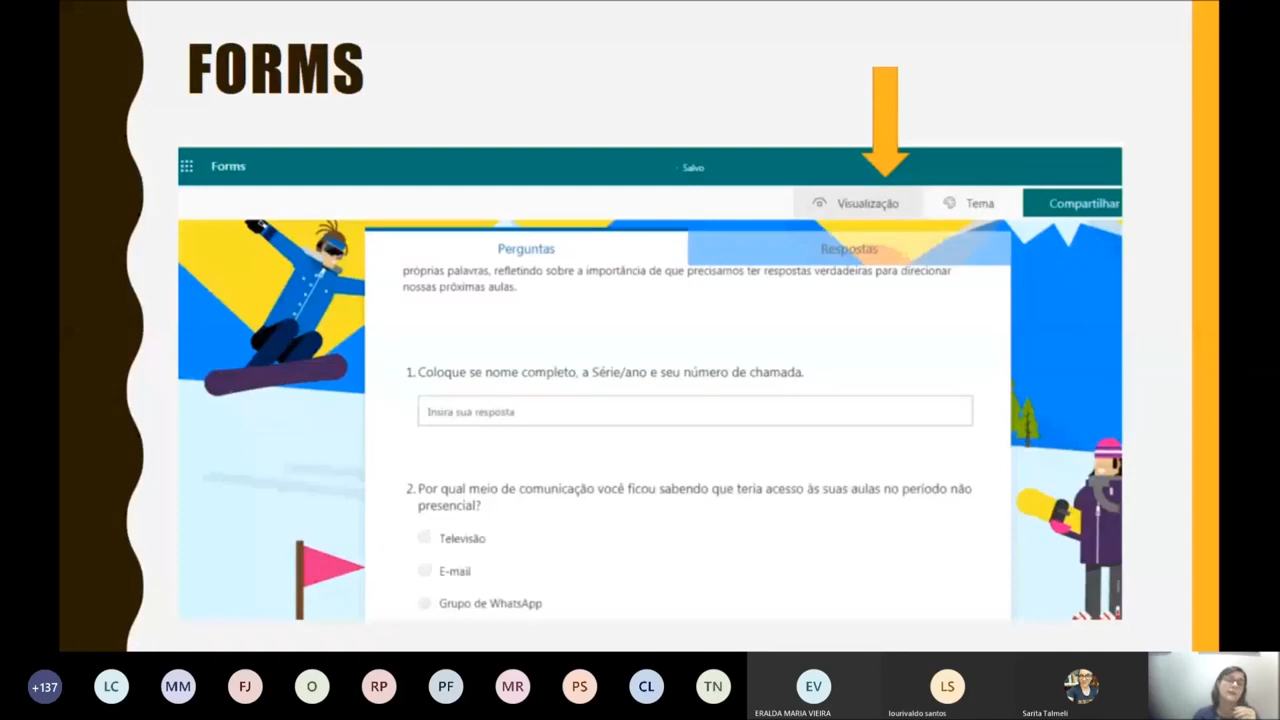 FORMS
Forms
Salvo
Visualização
Tema
Compartilhar
Perguntas
Respostas
próprias palavras, refletindo sobre a importância de que precisamos ter respostas verdadeiras para direcionar
nossas próximas aulas.
1. Coloque se nome completo, a Série/ano e seu número de chamada.
Insira sua resposta
2. Por qual meio de comunicação você ficou sabendo que teria acesso às suas aulas no período não
presencial?
Televisão
E-mail
Grupo de WhatsApp
+137
LC
MM
FJ
O
RP
PF
MR
PS
CL
TN
EV
LS
ERALDA MARIA VIEIRA
lourivaldo santos
Sarita Talmeli